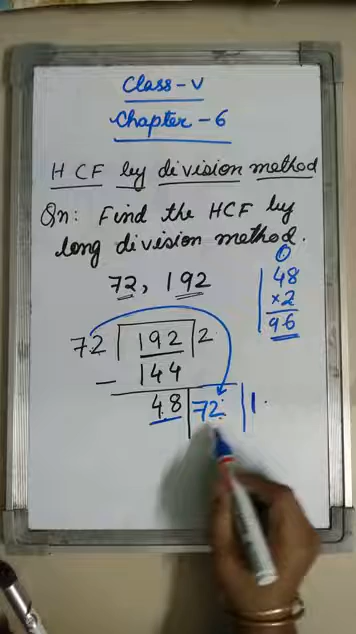 Class-V
Chapter-6
HCF by division method
Qn: Find the HCF by
long division method.
72, 192
0
48
×2
96
72 192 2
- 144
48 72 1.